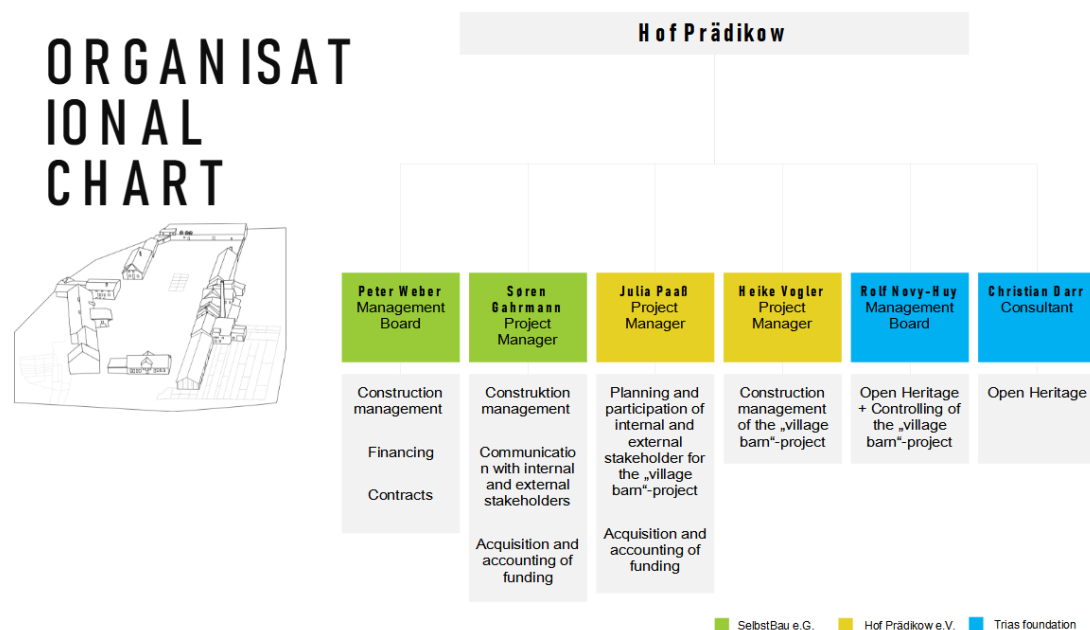 ORGANISAT
IONAL
CHART
Hof Prädikow
Peter Weber
Management
Board
Construction
management
Financing
Contracts
Søren
Gahrmann
Project
Manager
Construktion
management
Communicatio
n with internal
and external
stakeholders
Acquisition and
accounting of
funding
Julia Paaß
Project
Manager
Planning and
participation of
internal and
external
stakeholder for
the „village
barn“-project
Acquisition and
accounting of
funding
Heike Vogler
Project
Manager
Construction
management
of the „village
barn“-project
Rolf Novy-Huy
Management
Board
Open Heritage
+ Controlling of
the „village
barn“-project
Christian Darr
Consultant
Open Heritage
SelbstBau e.G.
Hof Prädikow e.V.
Trias foundation